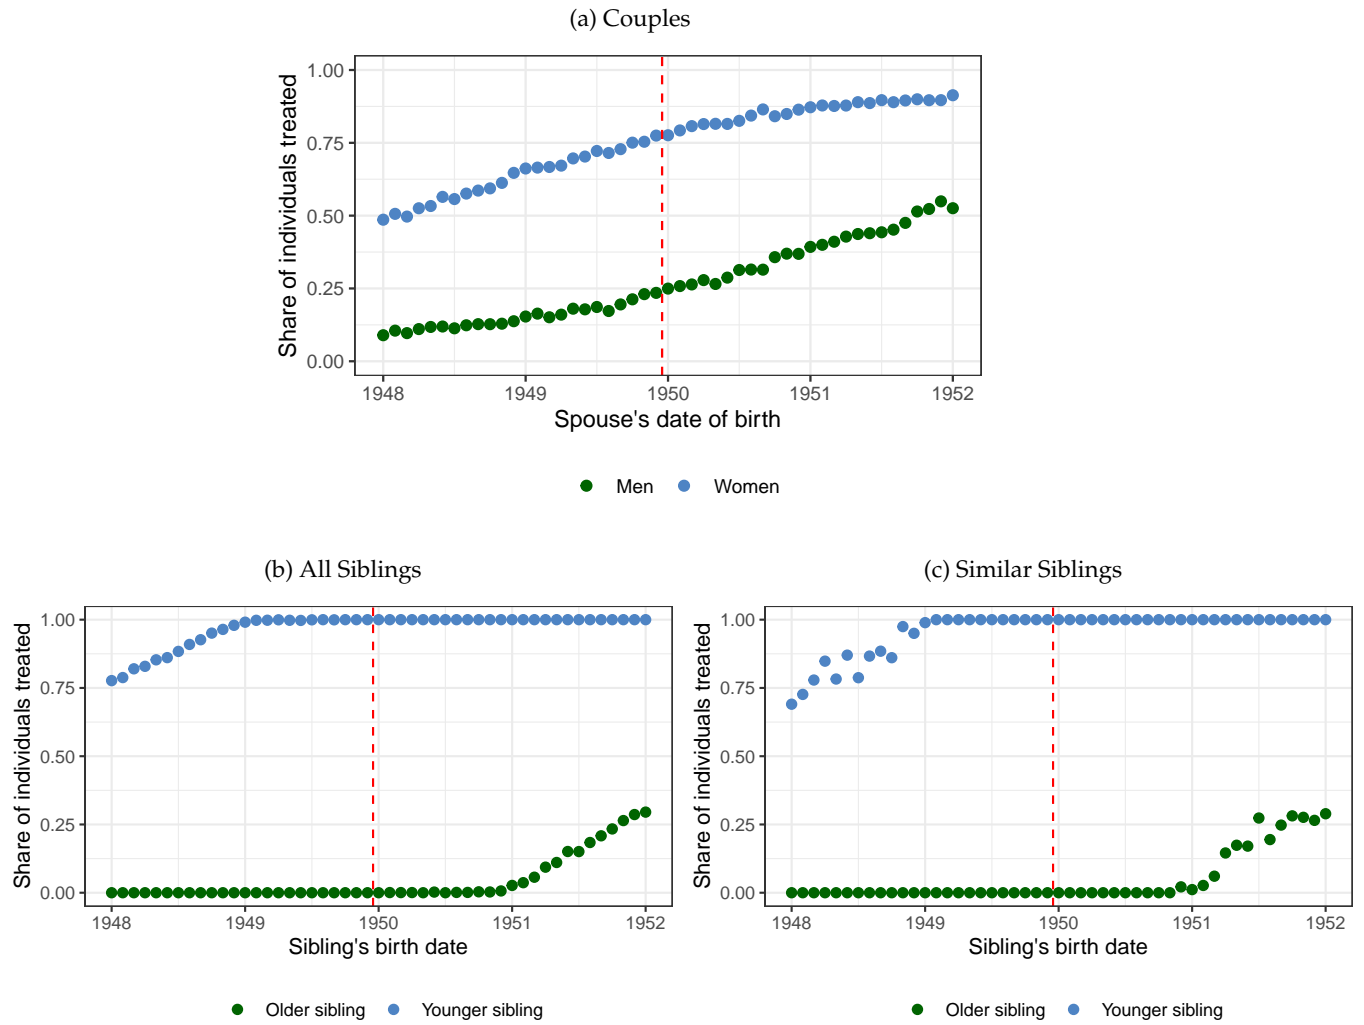 (a) Couples
Share of individuals treated
1.00
0.75
0.50
0.25
0.00
1948 1949 1950 1951 1952
Spouse's date of birth
Men Women
(b) All Siblings
Share of individuals treated
1.00
0.75
0.50
0.25
0.00
1948 1949 1950 1951 1952
Sibling's birth date
Older sibling Younger sibling
(c) Similar Siblings
Share of individuals treated
1.00
0.75
0.50
0.25
0.00
1948 1949 1950 1951 1952
Sibling's birth date
Older sibling Younger sibling